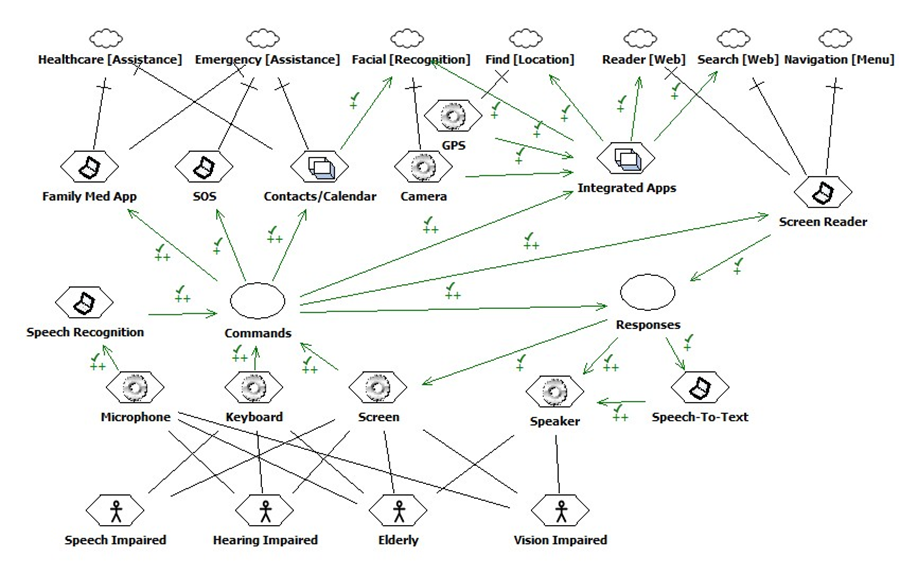 Healthcare [Assistance] Emergency [Assistance] Facial [Recognition] Find [Location] Reader [Web] Search [Web] Navigation [Menu]
+
+
+
+
+
GPS
+
+
Integrated Apps
Family Med App SOS Contacts/Calendar Camera
Screen Reader
++
++
++
+
++
+
++
++
Responses
Speech Recognition Commands
++
++
++
+
++
+
Microphone Keyboard Screen Speaker Speech-To-Text
++
Speech Impaired Hearing Impaired Elderly Vision Impaired